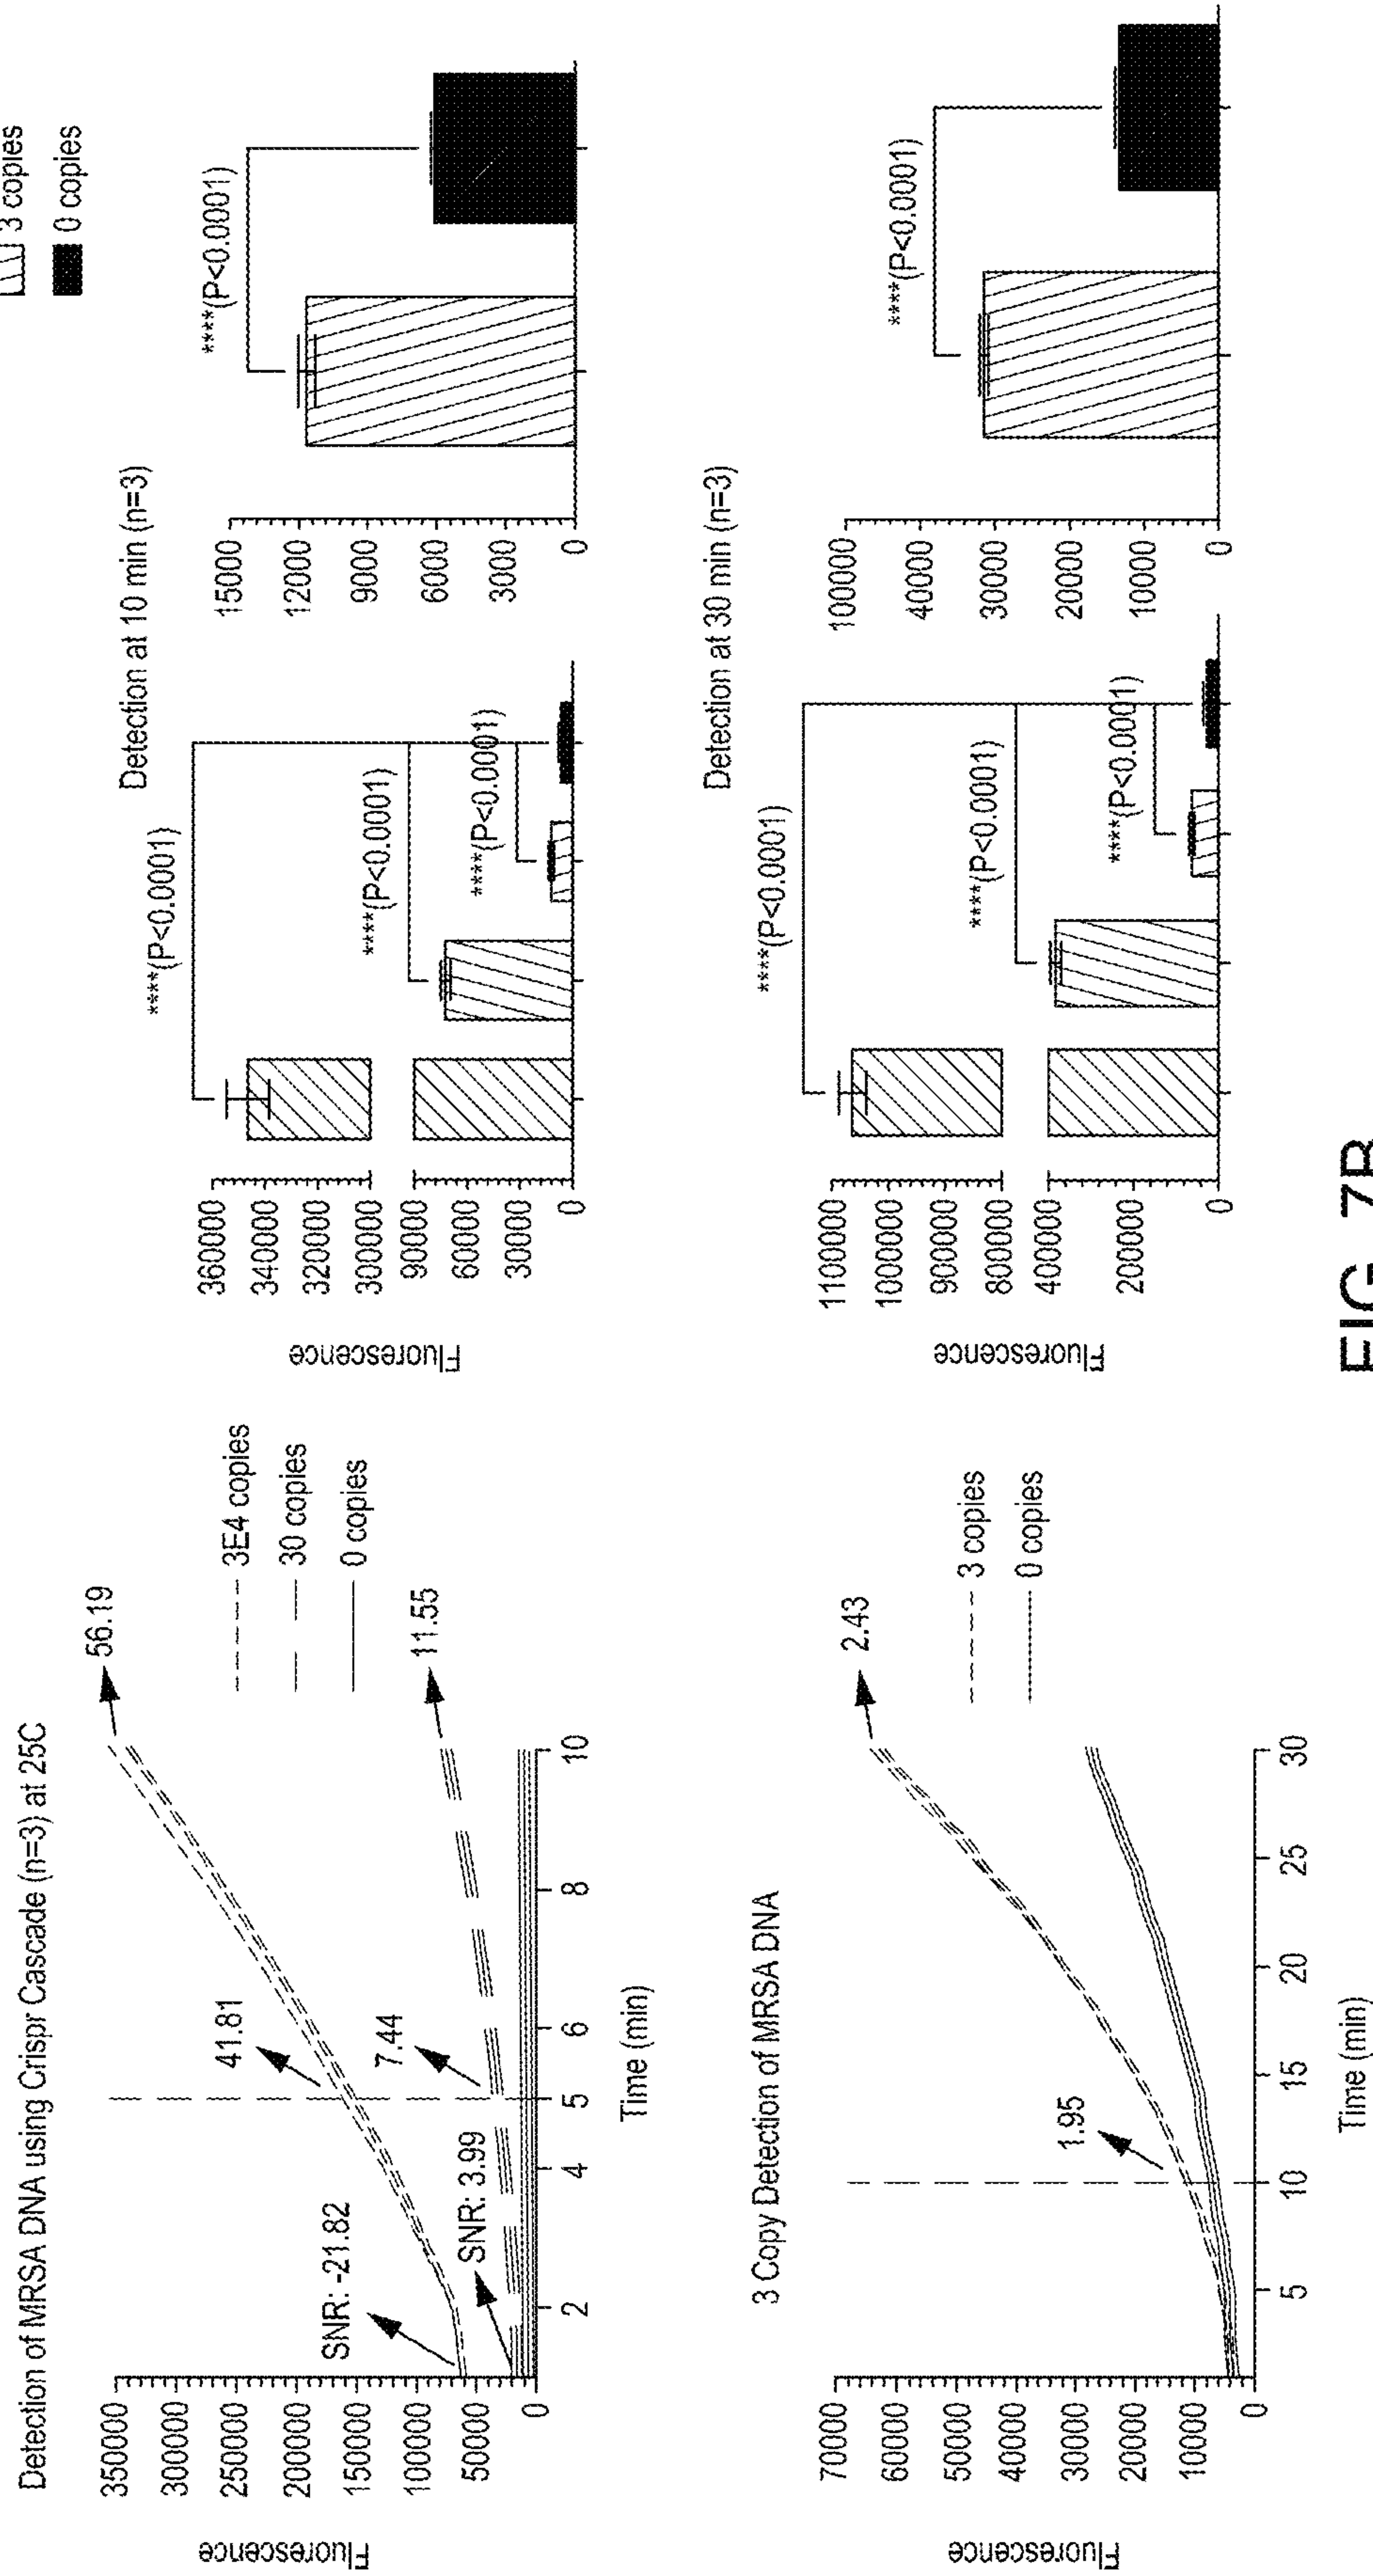 3 copies
0 copies
Detection of MRSA DNA using Crispr Cascade (n=3) at 25C
Fluorescence
350000
300000
250000
200000
150000
100000
50000
0
2
4
5
6
8
10
Time (min)
SNR: -21.82
SNR: 3.99
41.81
7.44
56.19
11.55
3E4 copies
30 copies
0 copies
Detection at 10 min (n=3)
Fluorescence
360000
340000
320000
300000
90000
60000
30000
0
****(P<0.0001)
****(P<0.0001)
****(P<0.0001)
15000
12000
9000
6000
3000
0
****(P<0.0001)
3 Copy Detection of MRSA DNA
Fluorescence
70000
60000
50000
40000
30000
20000
10000
0
5
10
15
20
25
30
Time (min)
1.95
2.43
3 copies
0 copies
Detection at 30 min (n=3)
Fluorescence
1100000
1000000
900000
800000
400000
200000
0
****(P<0.0001)
****(P<0.0001)
****(P<0.0001)
100000
40000
30000
20000
10000
0
****(P<0.0001)
FIG. 7B